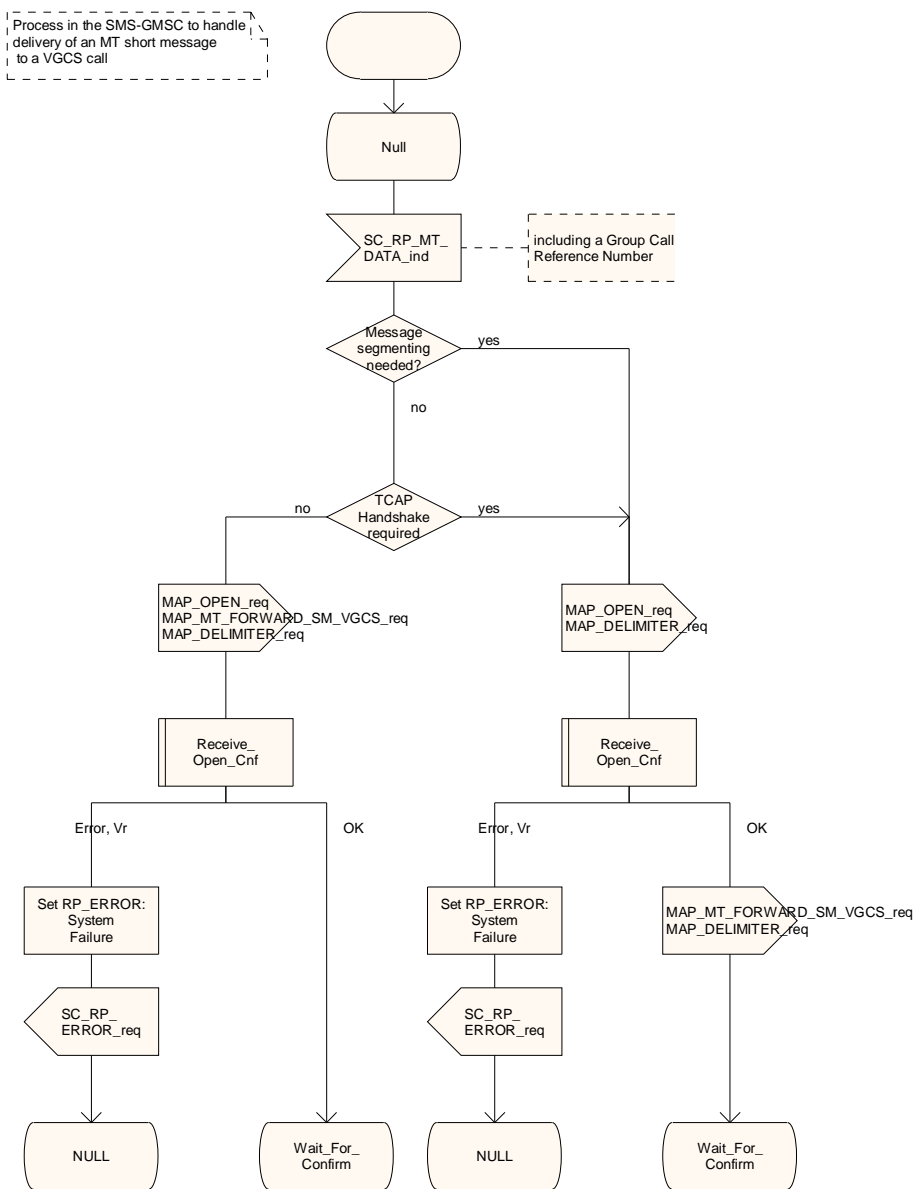 Process in the SMS-GMSC to handle
delivery of an MT short message
to a VGCS call
Null
SC_RP_MT_
DATA_ind
including a Group Call
Reference Number
Message
segmenting
needed?
yes
no
TCAP
Handshake
required
no
yes
MAP_OPEN_req
MAP_MT_FORWARD_SM_VGCS_req
MAP_DELIMITER_req
MAP_OPEN_req
MAP_DELIMITER_req
Receive_
Open_Cnf
Receive_
Open_Cnf
Error, Vr
OK
Error, Vr
OK
Set RP_ERROR:
System
Failure
Set RP_ERROR:
System
Failure
MAP_MT_FORWARD_SM_VGCS_req
MAP_DELIMITER_req
SC_RP_
ERROR_req
SC_RP_
ERROR_req
NULL
Wait_For_
Confirm
NULL
Wait_For_
Confirm